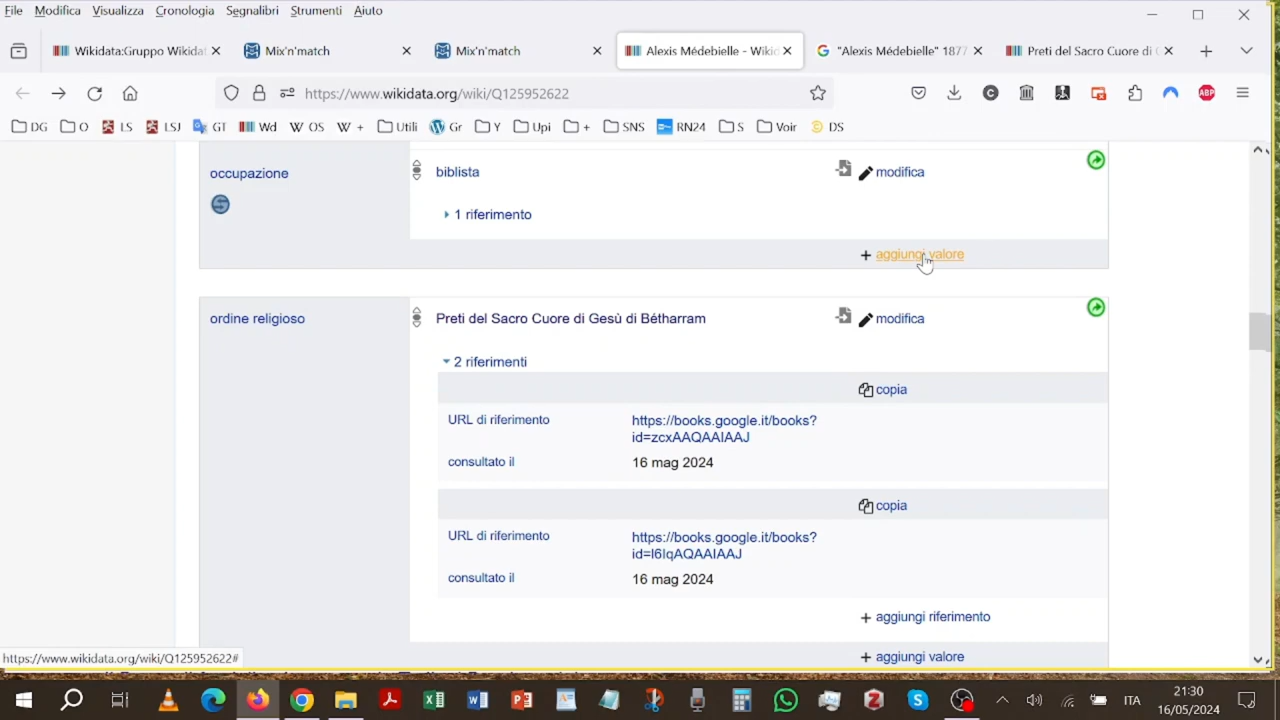 File Modifica Visualizza Cronologia Segnalibri Strumenti Aiuto
Wikidata:Gruppo Wikidat
Mix'n'match
Mix'n'match
Alexis Médebielle - Wikid
"Alexis Médebielle" 1877
Preti del Sacro Cuore di G
https://www.wikidata.org/wiki/Q125952622
ABP
DG O LS LSJ GT Wd W OS W + Utili Gr Y Upi + SNS RN24 S Voir DS
occupazione
biblista
modifica
1 riferimento
+ aggiungi valore
ordine religioso
Preti del Sacro Cuore di Gesù di Bétharram
modifica
2 riferimenti
copia
URL di riferimento
https://books.google.it/books?
id=zcxAAQAAIAAJ
consultato il
16 mag 2024
copia
URL di riferimento
https://books.google.it/books?
id=l6IqAQAAIAAJ
consultato il
16 mag 2024
+ aggiungi riferimento
+ aggiungi valore
https://www.wikidata.org/wiki/Q125952622#
ITA
21:30
16/05/2024